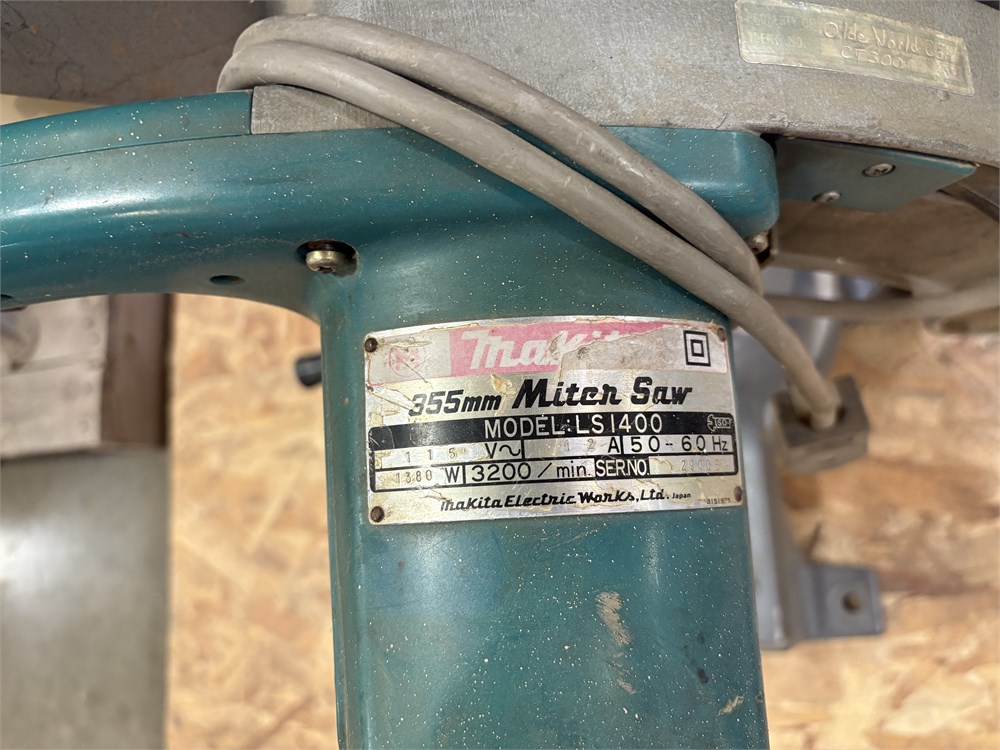 Olde World
Makita
355mm Miter Saw
MODEL: LS1400
115 V~ 12 A 50-60 Hz
1380 W 3200/min. SER.NO.
Makita Electric Works, Ltd. Japan